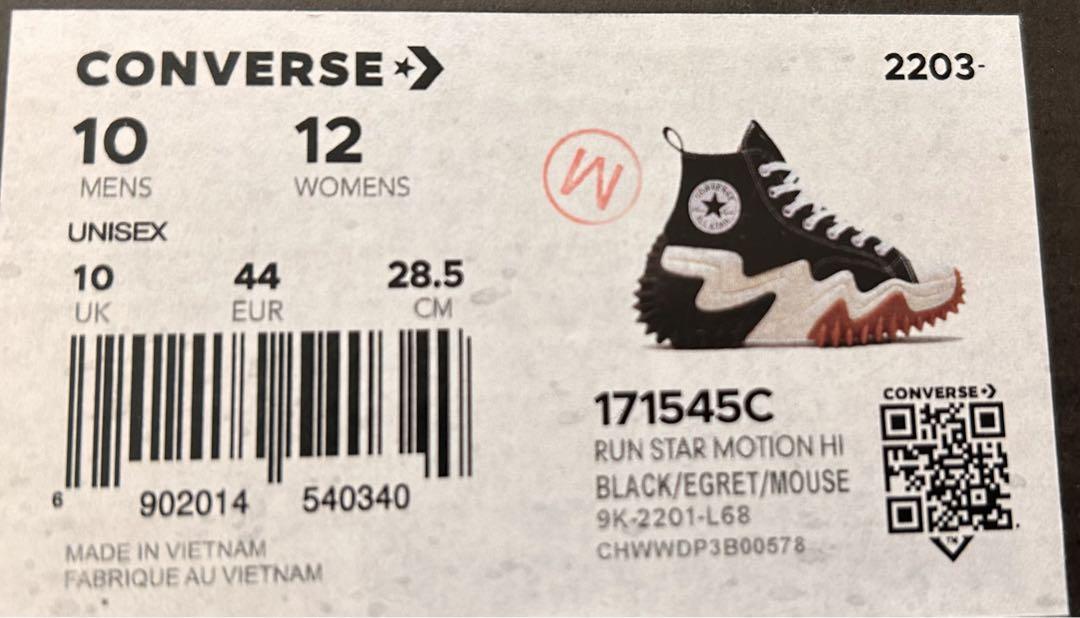 CONVERSE
2203-
10 12
MENS WOMENS
UNISEX
10 44 28.5
UK EUR CM
6 902014 540340
MADE IN VIETNAM
FABRIQUE AU VIETNAM
W
CONVERSE
ALL STAR
171545C
RUN STAR MOTION HI
BLACK/EGRET/MOUSE
9K-2201-L68
CHWWDP3B00578
CONVERSE
TM